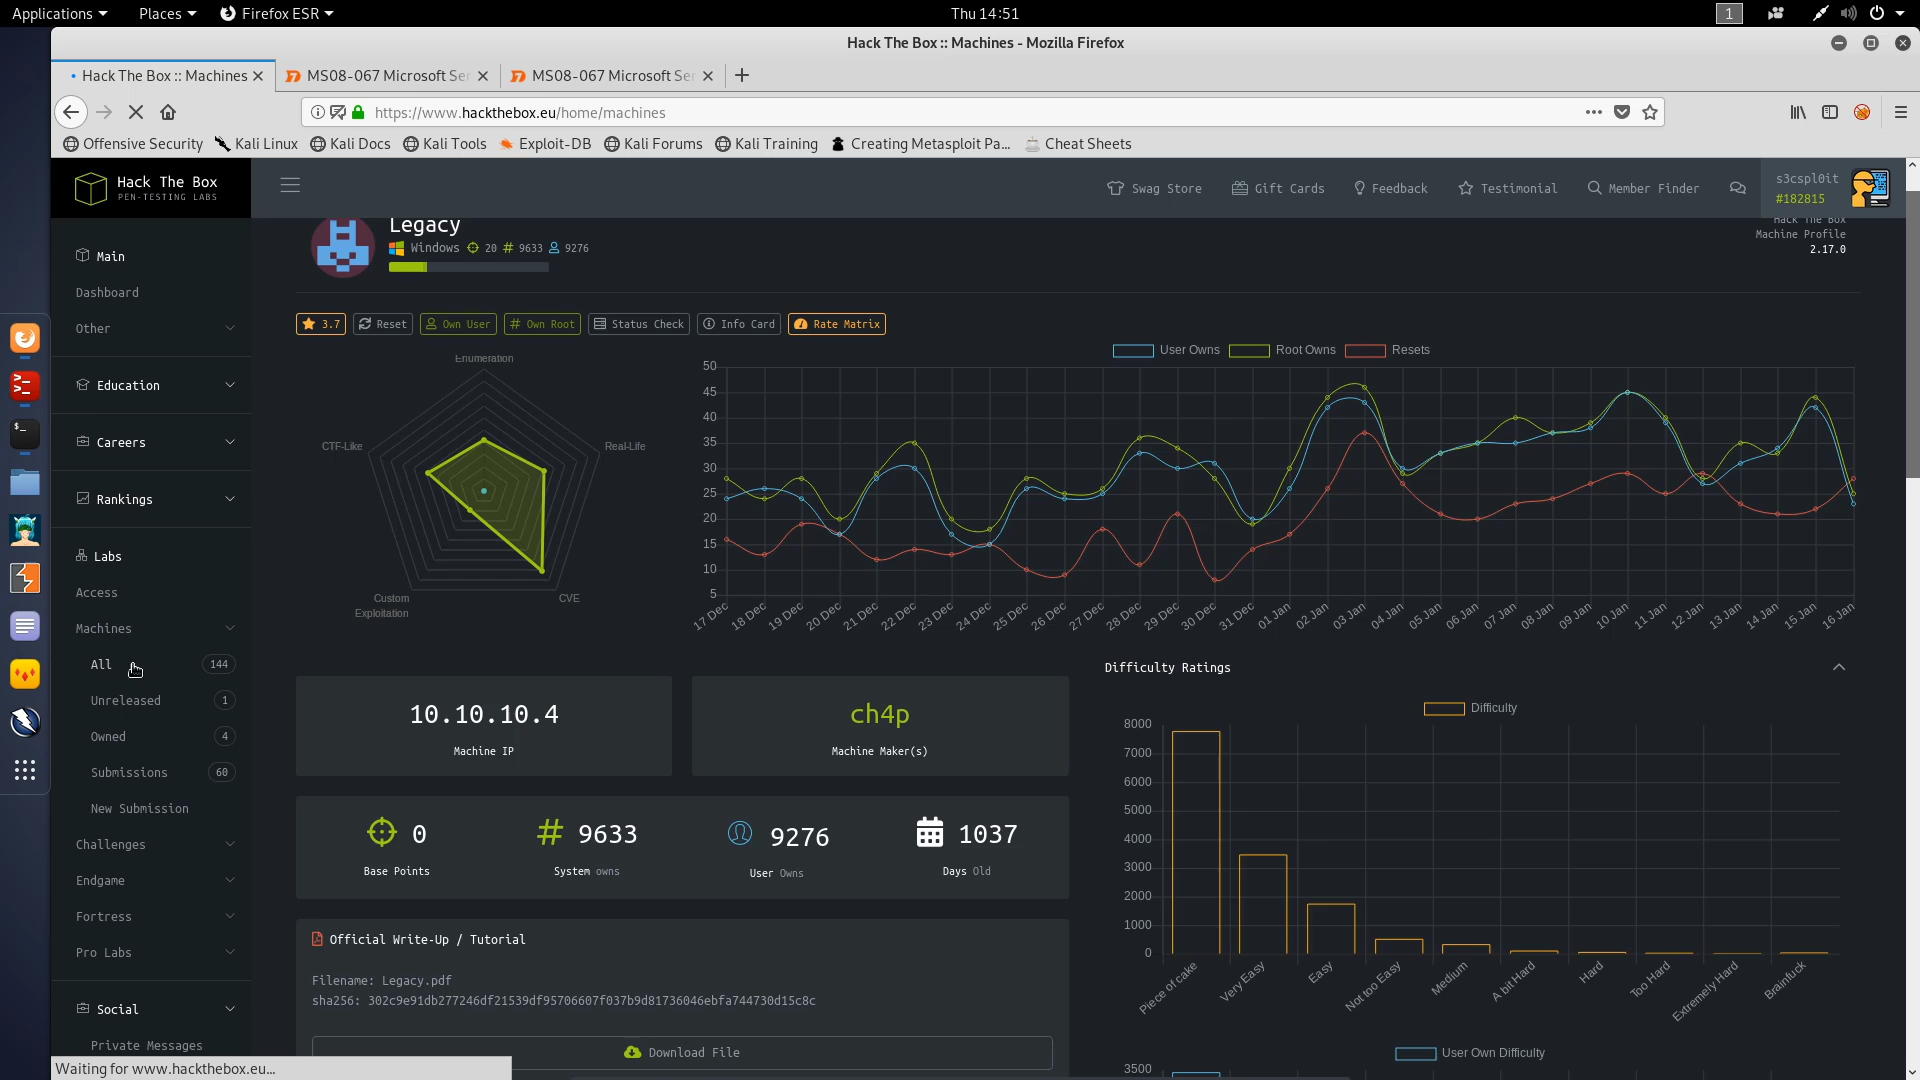 Applications
Places
Firefox ESR
Thu 14:51
1
Hack The Box :: Machines - Mozilla Firefox
Hack The Box :: Machines
MS08-067 Microsoft Ser
MS08-067 Microsoft Ser
https://www.hackthebox.eu/home/machines
Offensive Security
Kali Linux
Kali Docs
Kali Tools
Exploit-DB
Kali Forums
Kali Training
Creating Metasploit Pa...
Cheat Sheets
Hack The Box
PEN-TESTING LABS
Swag Store
Gift Cards
Feedback
Testimonial
Member Finder
s3cspl0it
#182815
Main
Dashboard
Other
Education
Careers
Rankings
Labs
Access
Machines
All 144
Unreleased 1
Owned 4
Submissions 60
New Submission
Challenges
Endgame
Fortress
Pro Labs
Social
Private Messages
Legacy
Windows 20 # 9633 9276
Hack The Box
Machine Profile
2.17.0
3.7
Reset
Own User
# Own Root
Status Check
Info Card
Rate Matrix
Enumeration
CTF-Like
Real-Life
Custom
Exploitation
CVE
User Owns
Root Owns
Resets
50
45
40
35
30
25
20
15
10
5
17 Dec
18 Dec
19 Dec
20 Dec
21 Dec
22 Dec
23 Dec
24 Dec
25 Dec
26 Dec
27 Dec
28 Dec
29 Dec
30 Dec
31 Dec
01 Jan
02 Jan
03 Jan
04 Jan
05 Jan
06 Jan
07 Jan
08 Jan
09 Jan
10 Jan
11 Jan
12 Jan
13 Jan
14 Jan
15 Jan
16 Jan
10.10.10.4
Machine IP
ch4p
Machine Maker(s)
0
Base Points
# 9633
System owns
9276
User Owns
1037
Days Old
Official Write-Up / Tutorial
Filename: Legacy.pdf
sha256: 302c9e91db277246df21539df95706607f037b9d81736046ebfa744730d15c8c
Download File
Difficulty Ratings
Difficulty
8000
7000
6000
5000
4000
3000
2000
1000
0
Piece of cake
Very Easy
Easy
Not too Easy
Medium
A bit Hard
Hard
Too Hard
Extremely Hard
Brainfuck
User Own Difficulty
3500
Waiting for www.hackthebox.eu...